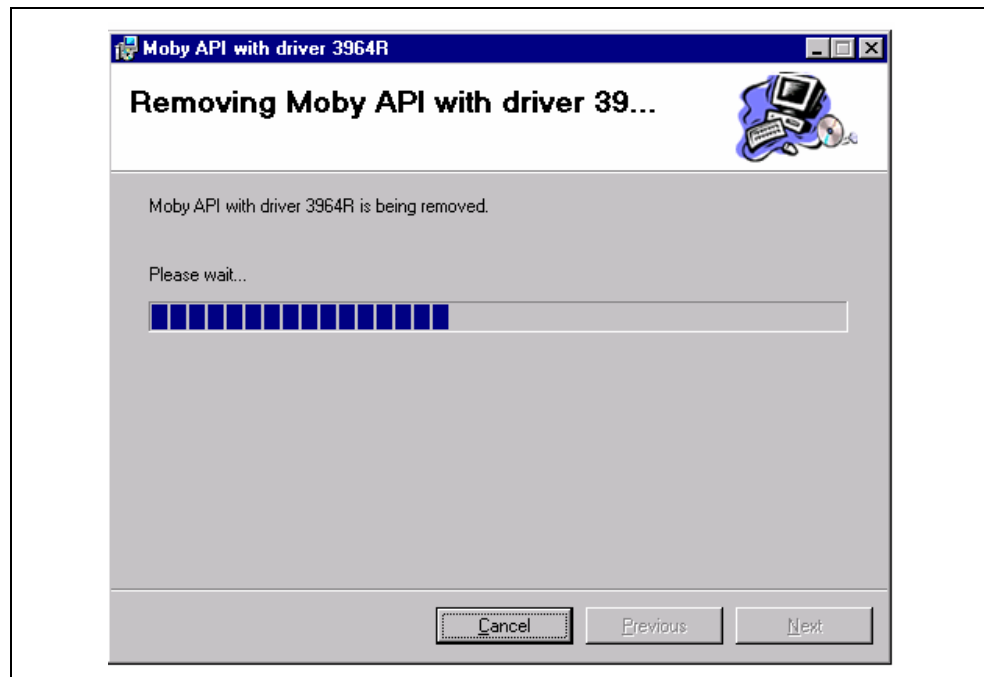 Moby API with driver 3964R
Removing Moby API with driver 39...
Moby API with driver 3964R is being removed.
Please wait...
Cancel
Previous
Next